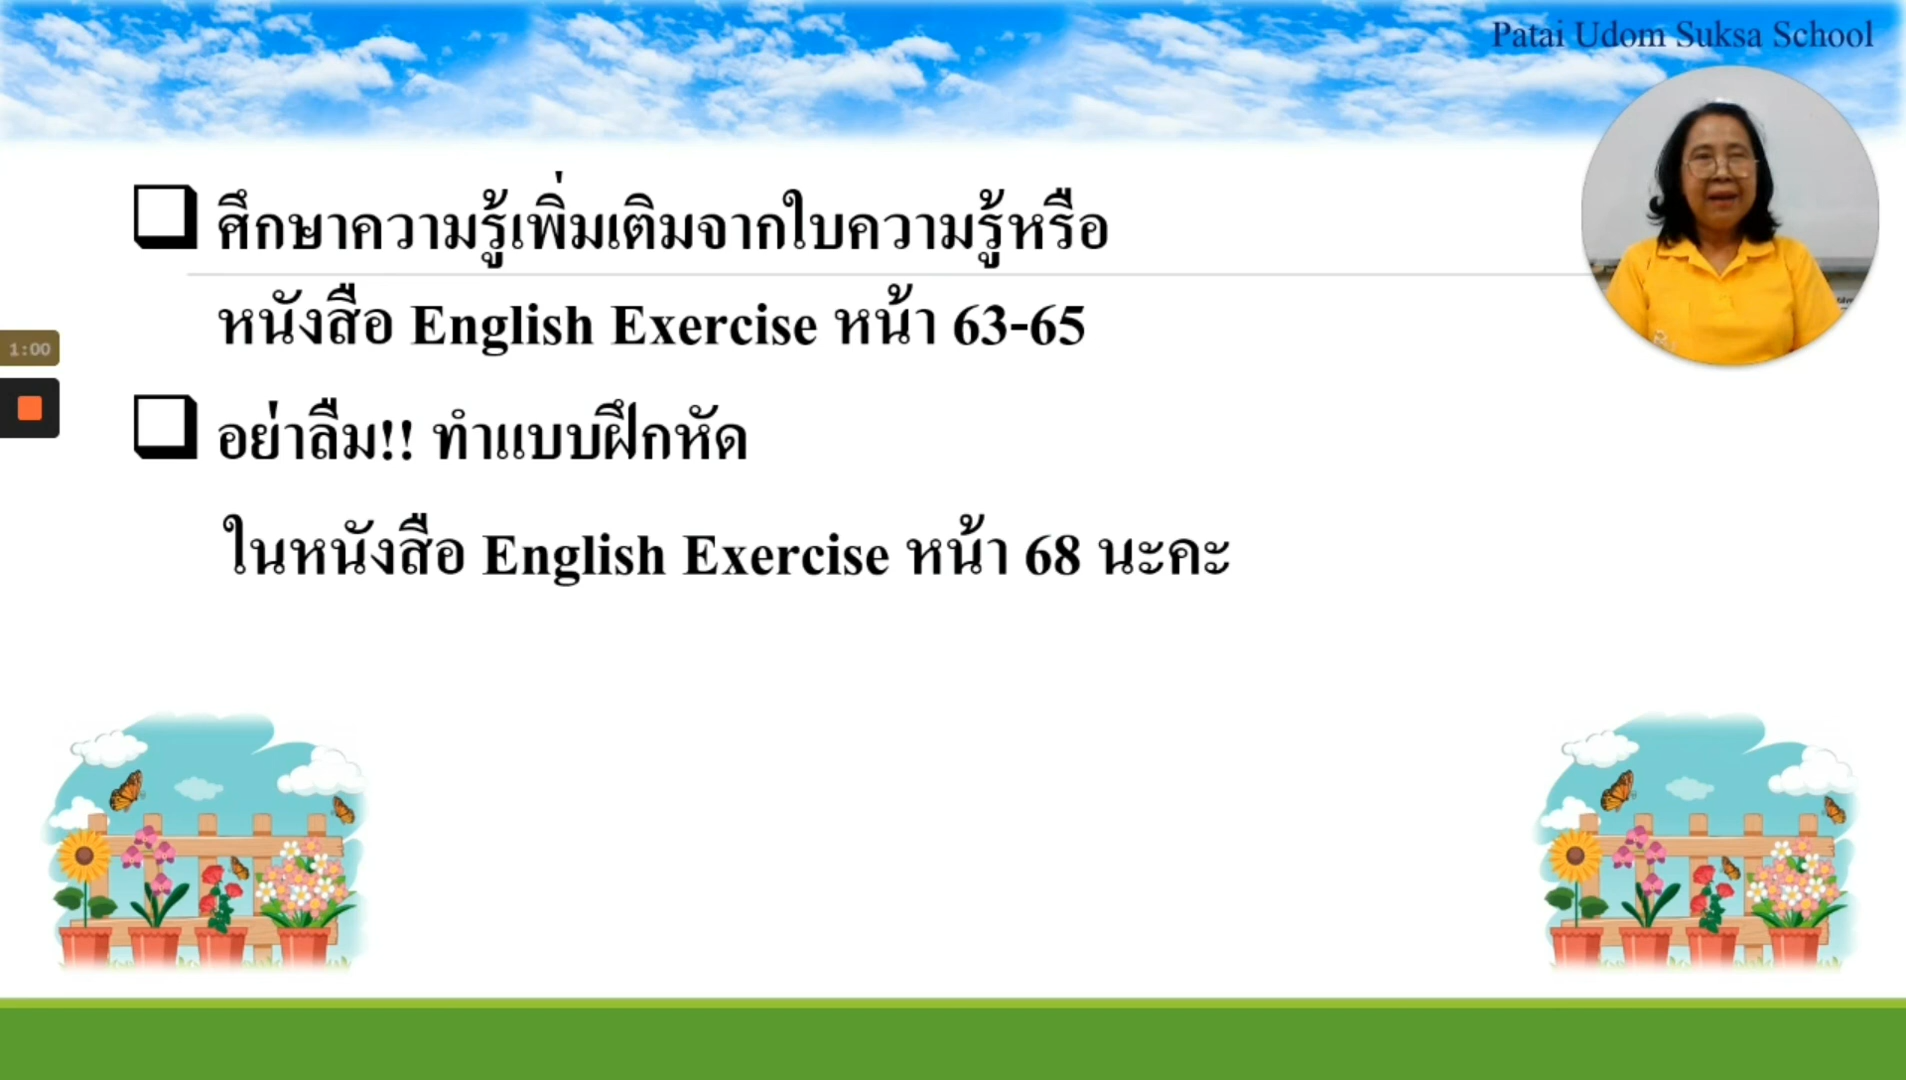 Patai Udom Suksa School
ศึกษาความรู้เพิ่มเติมจากใบความรู้หรือ
หนังสือ English Exercise หน้า 63-65
1:00
อย่าลืม!! ทำแบบฝึกหัด
ในหนังสือ English Exercise หน้า 68 นะคะ